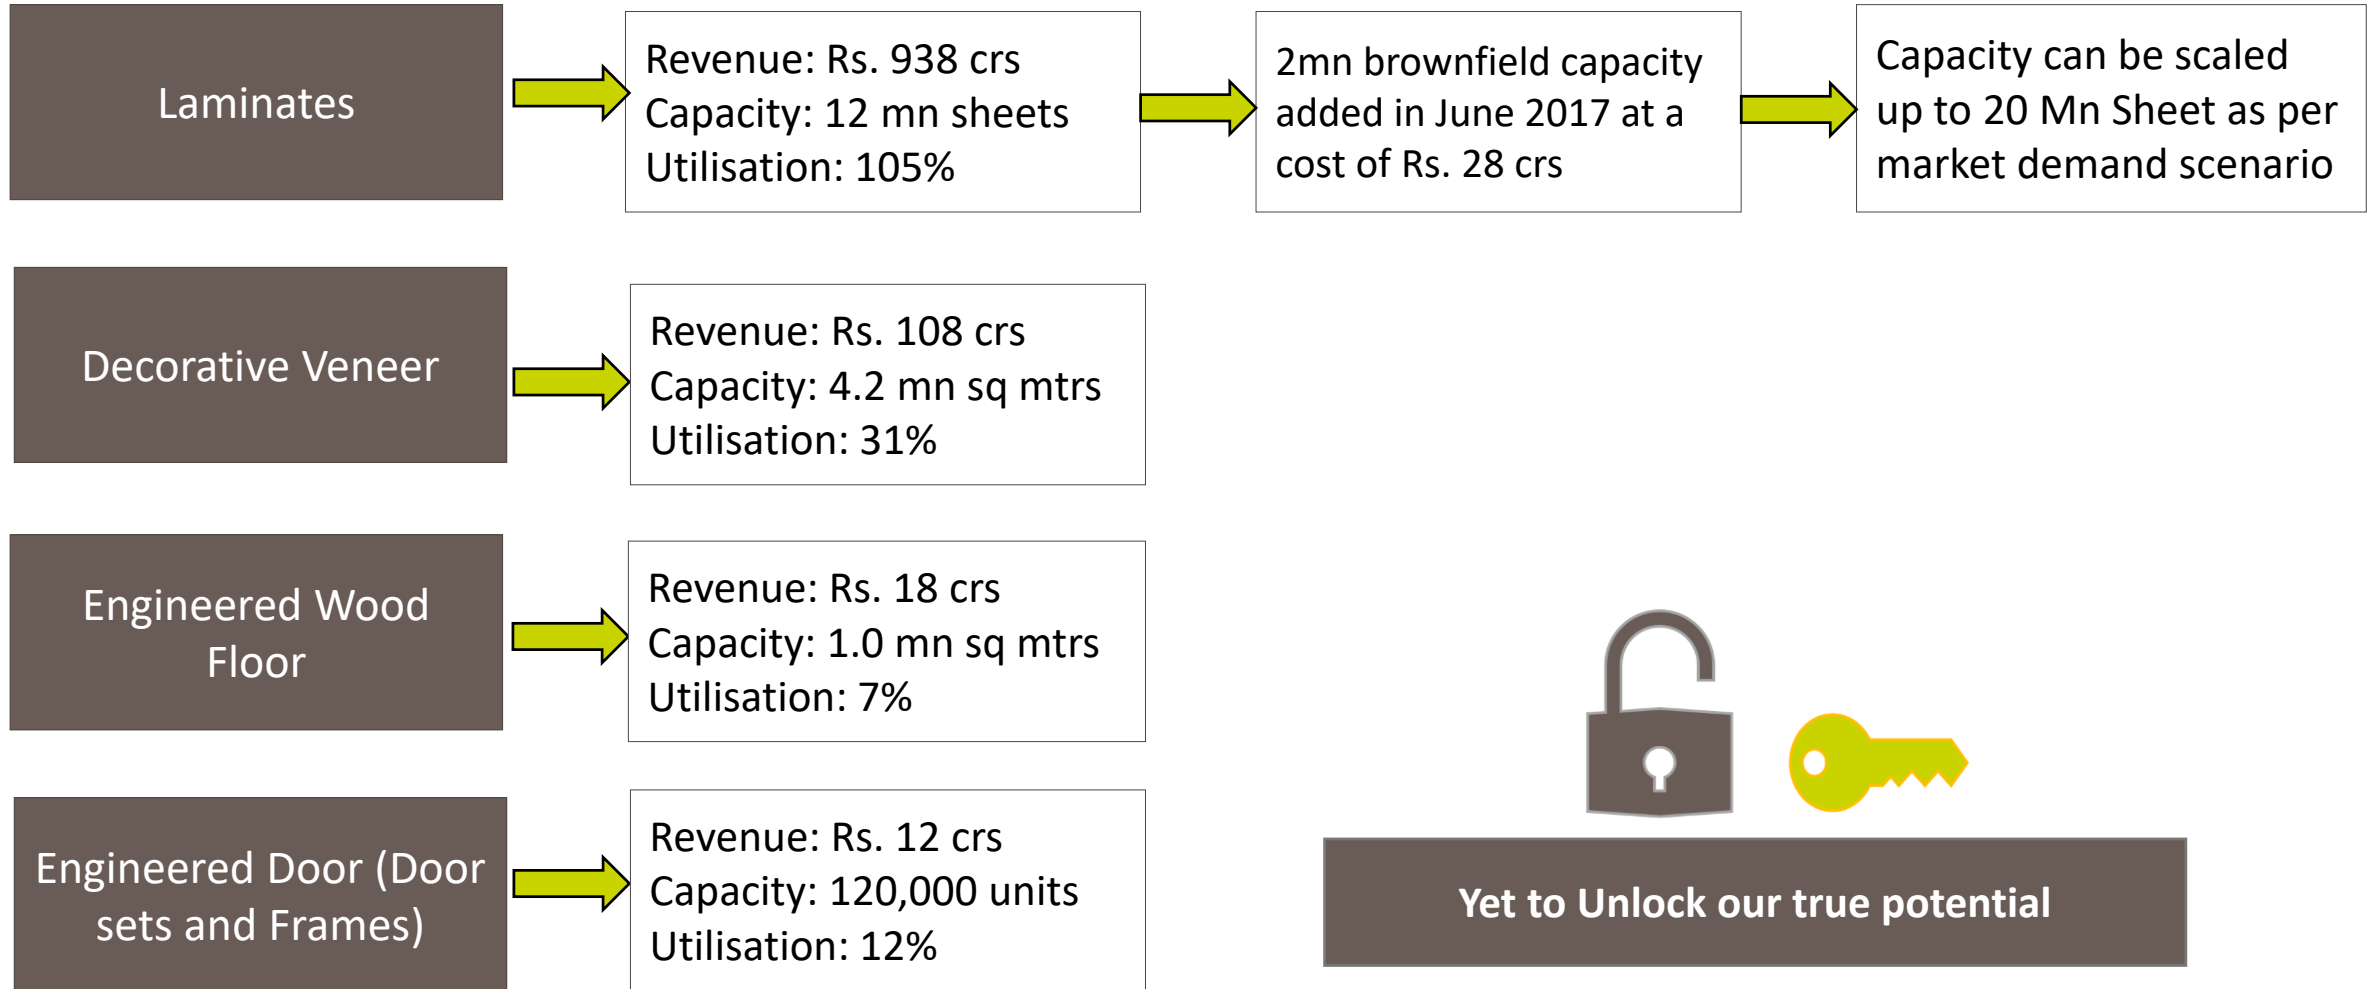 Laminates
Revenue: Rs. 938 crs
Capacity: 12 mn sheets
Utilisation: 105%
2mn brownfield capacity
added in June 2017 at a
cost of Rs. 28 crs
Capacity can be scaled
up to 20 Mn Sheet as per
market demand scenario
Decorative Veneer
Revenue: Rs. 108 crs
Capacity: 4.2 mn sq mtrs
Utilisation: 31%
Engineered Wood
Floor
Revenue: Rs. 18 crs
Capacity: 1.0 mn sq mtrs
Utilisation: 7%
Engineered Door (Door
sets and Frames)
Revenue: Rs. 12 crs
Capacity: 120,000 units
Utilisation: 12%
Yet to Unlock our true potential